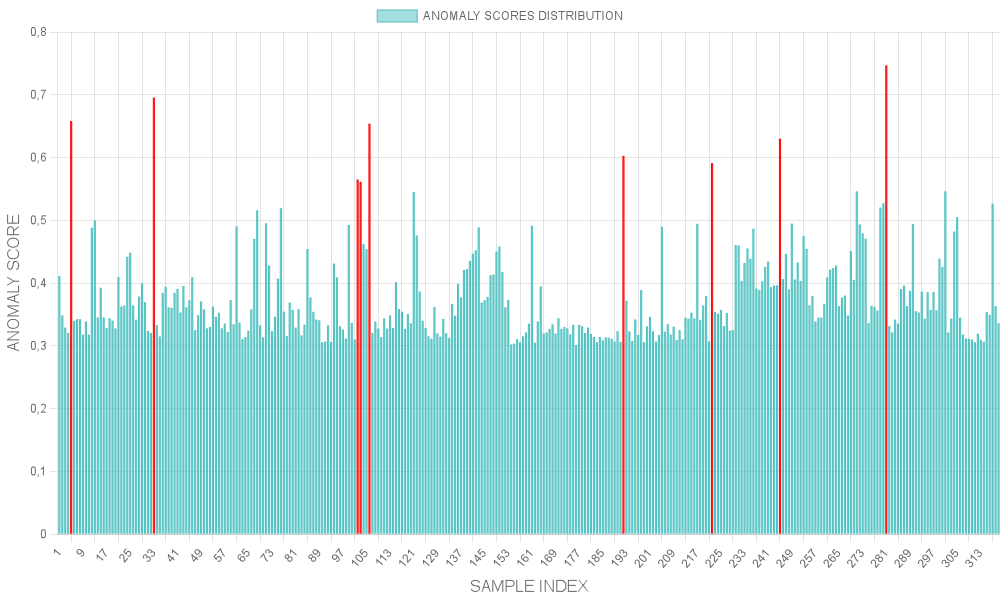 ANOMALY SCORES DISTRIBUTION
0,8
0,7
0,6
0,5
0,4
0,3
0,2
0,1
0
ANOMALY SCORE
1 9 17 25 33 41 49 57 65 73 81 89 97 105 113 121 129 137 145 153 161 169 177 185 193 201 209 217 225 233 241 249 257 265 273 281 289 297 305 313
SAMPLE INDEX